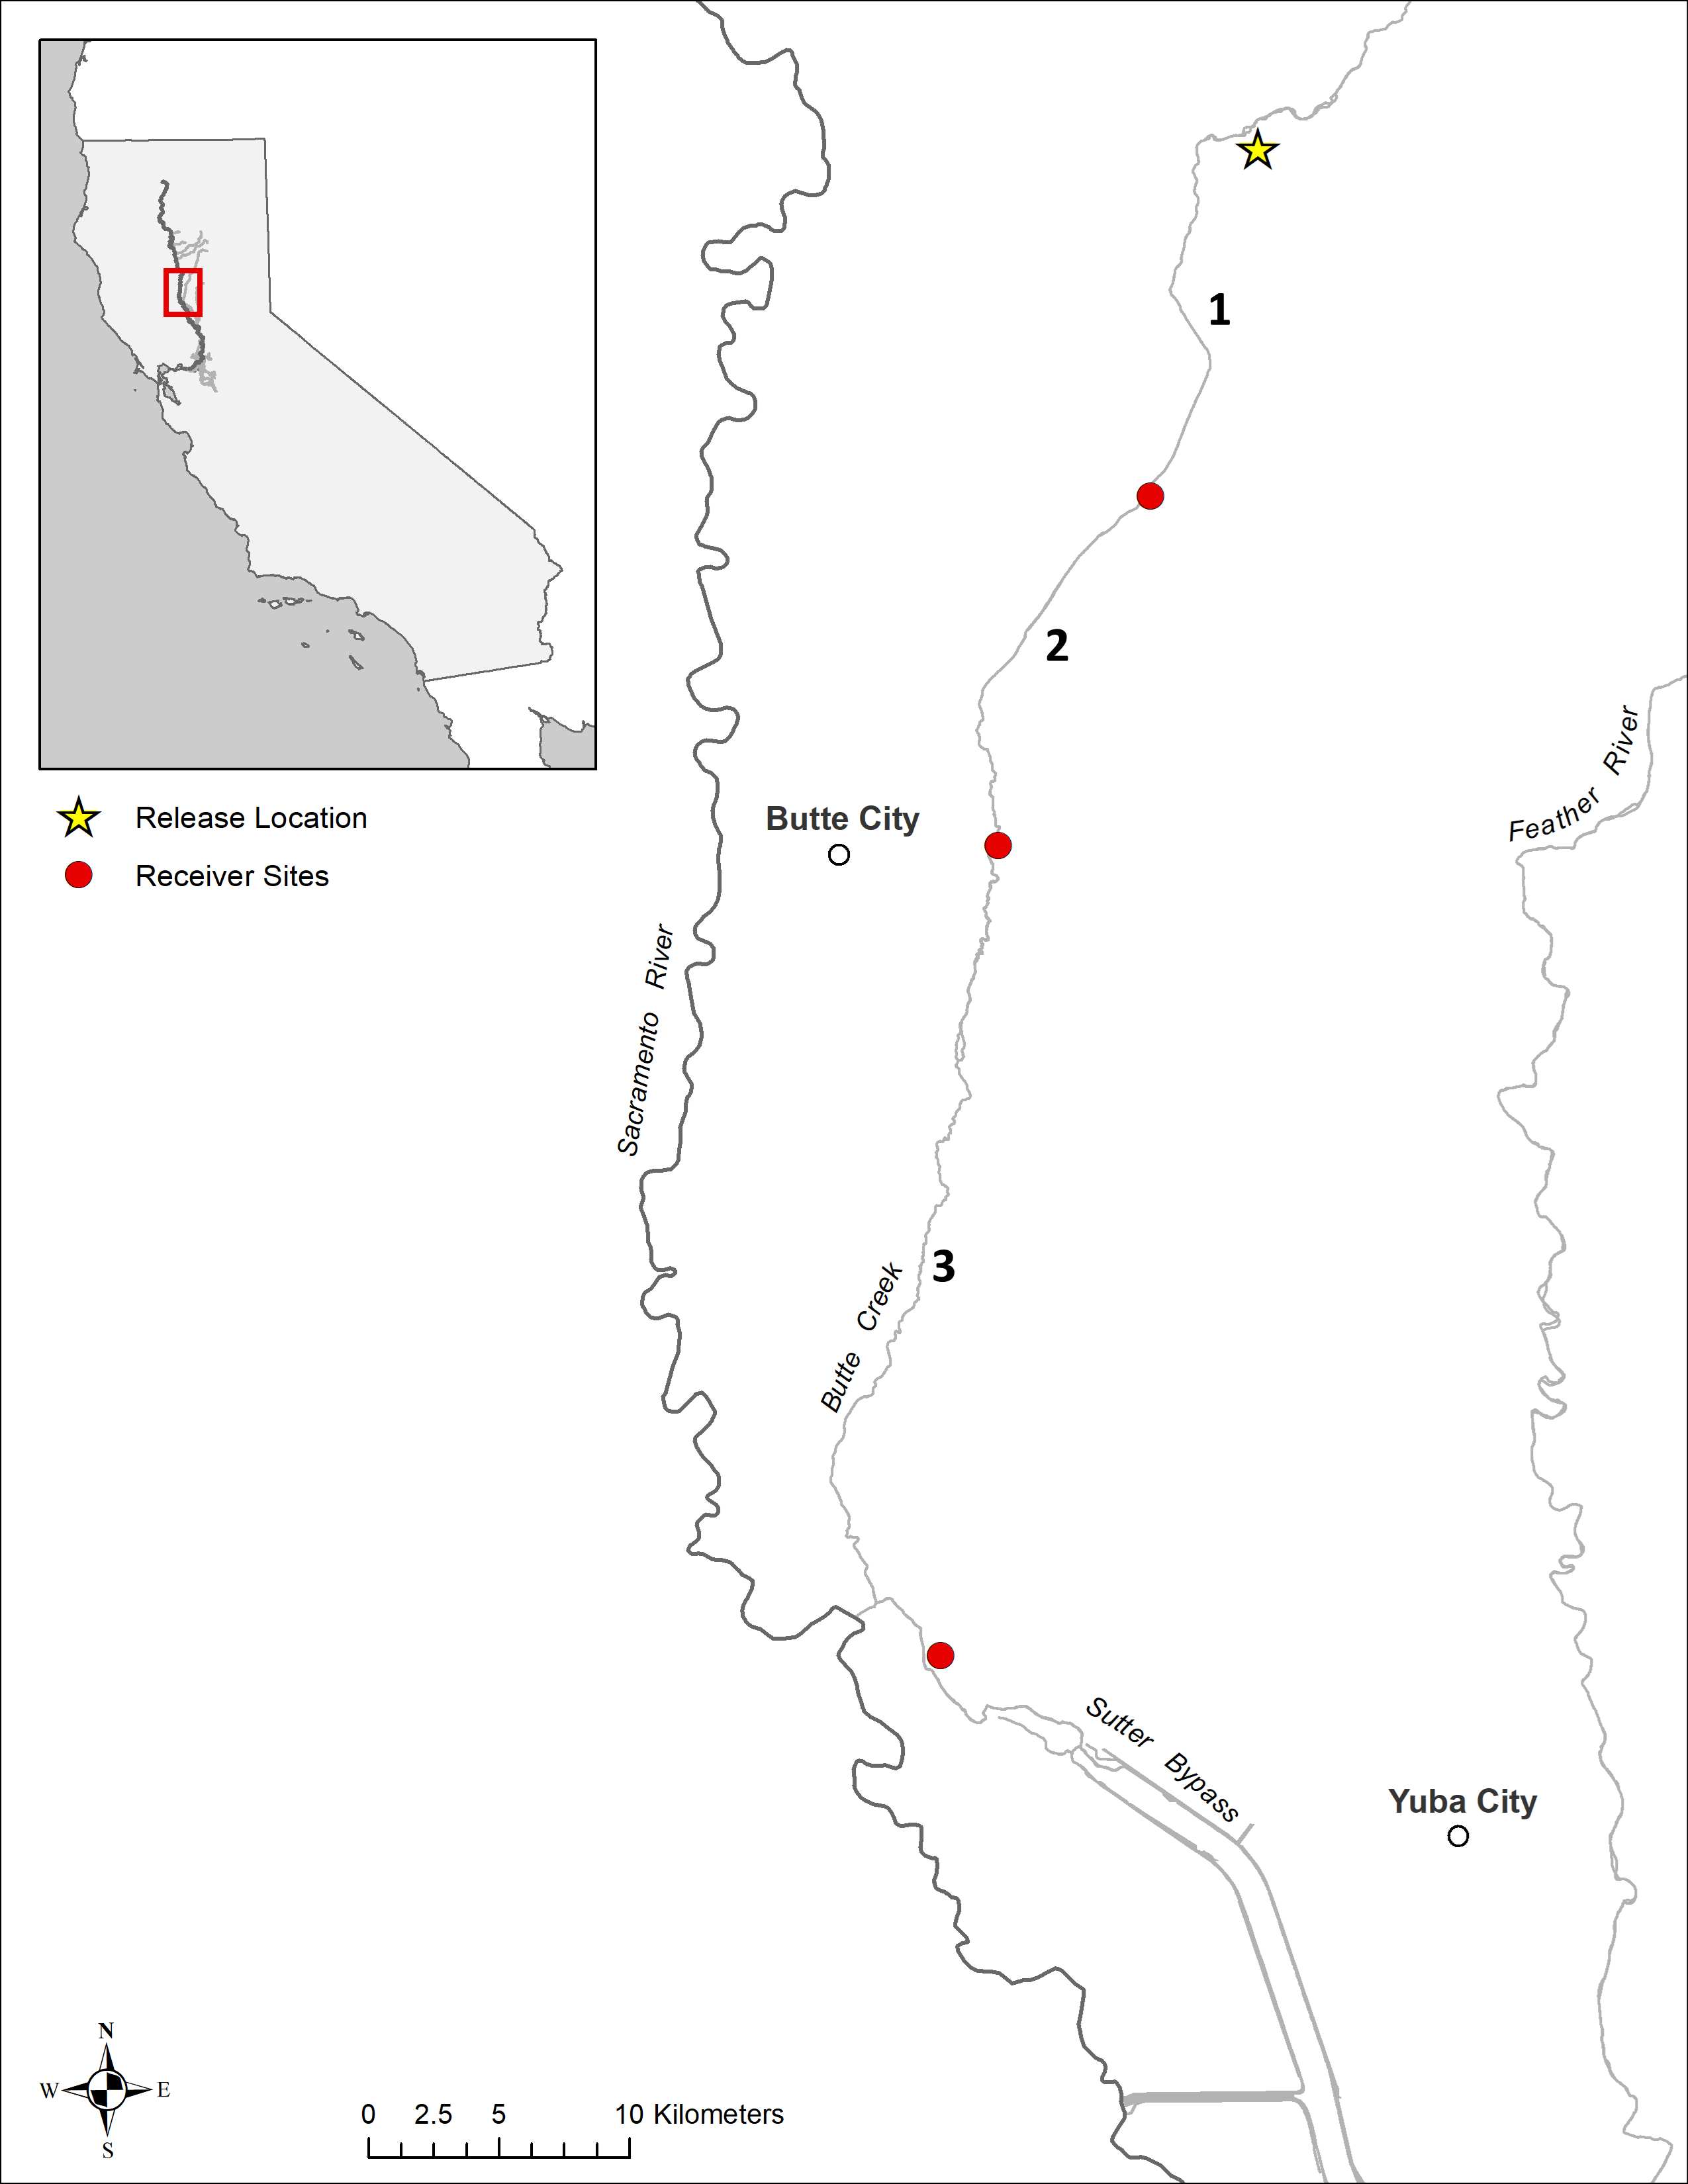 1
2
Release Location
Butte City
Receiver Sites
Feather River
Sacramento River
3
Butte Creek
Sutter Bypass
Yuba City
N
W
E
S
0 2.5 5 10 Kilometers